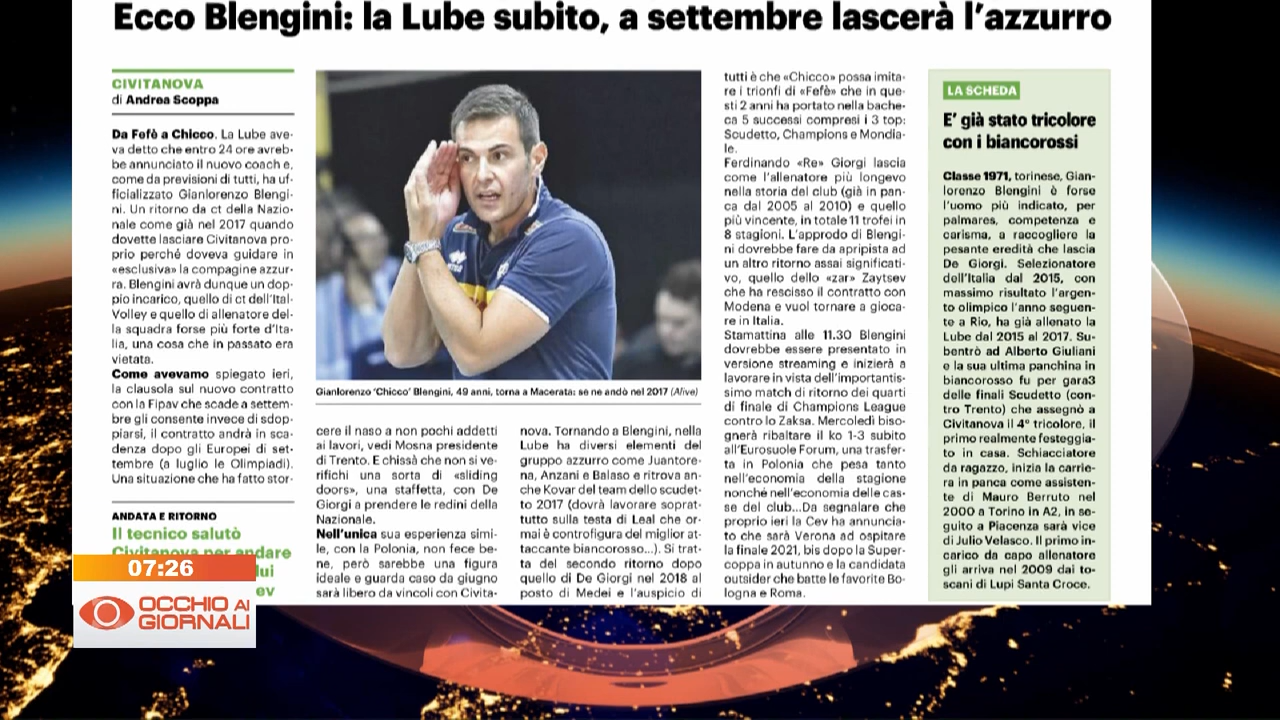 Ecco Blengini: la Lube subito, a settembre lascerà l'azzurro
CIVITANOVA
di Andrea Scoppa
Da Fefè a Chicco. La Lube ave-
va detto che entro 24 ore avreb-
be annunciato il nuovo coach e,
come da previsioni di tutti, ha uf-
ficializzato Gianlorenzo Blengi-
ni. Un ritorno da ct della Nazio-
nale come già nel 2017 quando
dovette lasciare Civitanova pro-
prio perché doveva guidare in
«esclusiva» la compagine azzur-
ra. Blengini avrà dunque un dop-
pio incarico, quello di ct dell'Ital-
Volley e quello di allenatore del-
la squadra forse più forte d'Ita-
lia, una cosa che in passato era
vietata.
Come avevamo spiegato ieri,
la clausola sul nuovo contratto
con la Fipav che scade a settem-
bre gli consente invece di sdop-
piarsi, il contratto andrà in sca-
denza dopo gli Europei di set-
tembre (a luglio le Olimpiadi).
Una situazione che ha fatto stor-
ANDATA E RITORNO
Il tecnico salutò
Civitanova per andare
lui
ev
07:26
OCCHIO AI
GIORNALI
Gianlorenzo 'Chicco' Blengini, 49 anni, torna a Macerata: se ne andò nel 2017 (Alive)
cere il naso a non pochi addetti
ai lavori, vedi Mosna presidente
di Trento. E chissà che non si ve-
rifichi una sorta di «sliding
doors», una staffetta, con De
Giorgi a prendere le redini della
Nazionale.
Nell'unica sua esperienza simi-
le, con la Polonia, non fece be-
ne, però sarebbe una figura
ideale e guarda caso da giugno
sarà libero da vincoli con Civita-
nova. Tornando a Blengini, nella
Lube ha diversi elementi del
gruppo azzurro come Juantore-
na, Anzani e Balaso e ritrova an-
che Kovar del team dello scudet-
to 2017 (dovrà lavorare soprat-
tutto sulla testa di Leal che or-
mai è controfigura del miglior at-
taccante biancorosso...). Si trat-
ta del secondo ritorno dopo
quello di De Giorgi nel 2018 al
posto di Medei e l'auspicio di
tutti è che «Chicco» possa imita-
re i trionfi di «Fefè» che in que-
sti 2 anni ha portato nella bache-
ca 5 successi compresi i 3 top:
Scudetto, Champions e Mondia-
le.
Ferdinando «Re» Giorgi lascia
come l'allenatore più longevo
nella storia del club (già in pan-
ca dal 2005 al 2010) e quello
più vincente, in totale 11 trofei in
8 stagioni. L'approdo di Blengi-
ni dovrebbe fare da apripista ad
un altro ritorno assai significati-
vo, quello dello «zar» Zaytsev
che ha rescisso il contratto con
Modena e vuol tornare a gioca-
re in Italia.
Stamattina alle 11.30 Blengini
dovrebbe essere presentato in
versione streaming e inizierà a
lavorare in vista dell'importantis-
simo match di ritorno dei quarti
di finale di Champions League
contro lo Zaksa. Mercoledì biso-
gnerà ribaltare il ko 1-3 subito
all'Eurosuole Forum, una trasfer-
ta in Polonia che pesa tanto
nell'economia della stagione
nonché nell'economia delle cas-
se del club...Da segnalare che
proprio ieri la Cev ha annuncia-
to che sarà Verona ad ospitare
la finale 2021, bis dopo la Super-
coppa in autunno e la candidata
outsider che batte le favorite Bo-
logna e Roma.
LA SCHEDA
E' già stato tricolore
con i biancorossi
Classe 1971, torinese, Gian-
lorenzo Blengini è forse
l'uomo più indicato, per
palmares, competenza e
carisma, a raccogliere la
pesante eredità che lascia
De Giorgi. Selezionatore
dell'Italia dal 2015, con
massimo risultato l'argen-
to olimpico l'anno seguen-
te a Rio, ha già allenato la
Lube dal 2015 al 2017. Su-
bentrò ad Alberto Giuliani
e la sua ultima panchina in
biancorosso fu per gara3
delle finali Scudetto (con-
tro Trento) che assegnò a
Civitanova il 4° tricolore, il
primo realmente festeggia-
to in casa. Schiacciatore
da ragazzo, inizia la carrie-
ra in panca come assisten-
te di Mauro Berruto nel
2000 a Torino in A2, in se-
guito a Piacenza sarà vice
di Julio Velasco. Il primo in-
carico da capo allenatore
gli arriva nel 2009 dai to-
scani di Lupi Santa Croce.